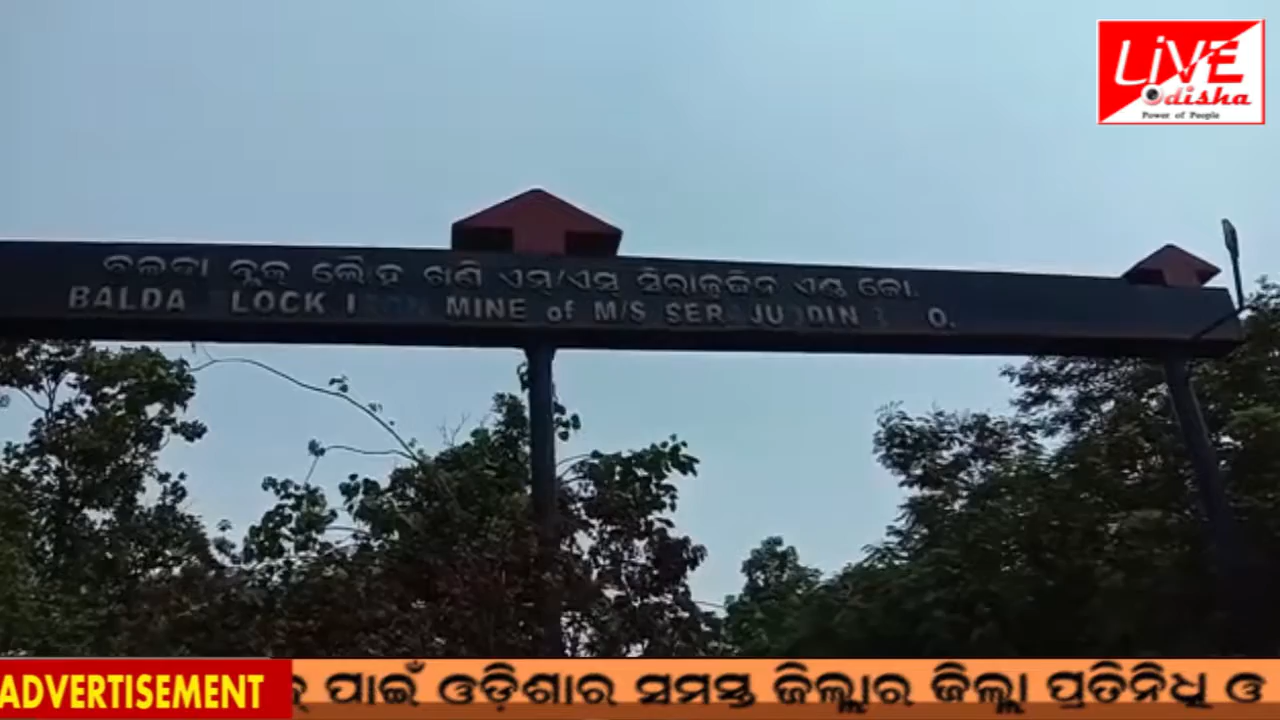 LiVE
Odisha
Power of People
ବଲଦା ବ୍ଲକ୍ ଲୌହ ଖଣି ଏମ୍/ଏସ୍ ସିରାଜୁଦ୍ଦିନ ଏଣ୍ଡ କୋ.
BALDA LOCK I MINE of M/S SER JU DIN O.
ADVERTISEMENT
ପାଇଁ ଓଡ଼ିଶାର ସମସ୍ତ ଜିଲ୍ଲାର ଜିଲ୍ଲା ପ୍ରତିନିଧି ଓ